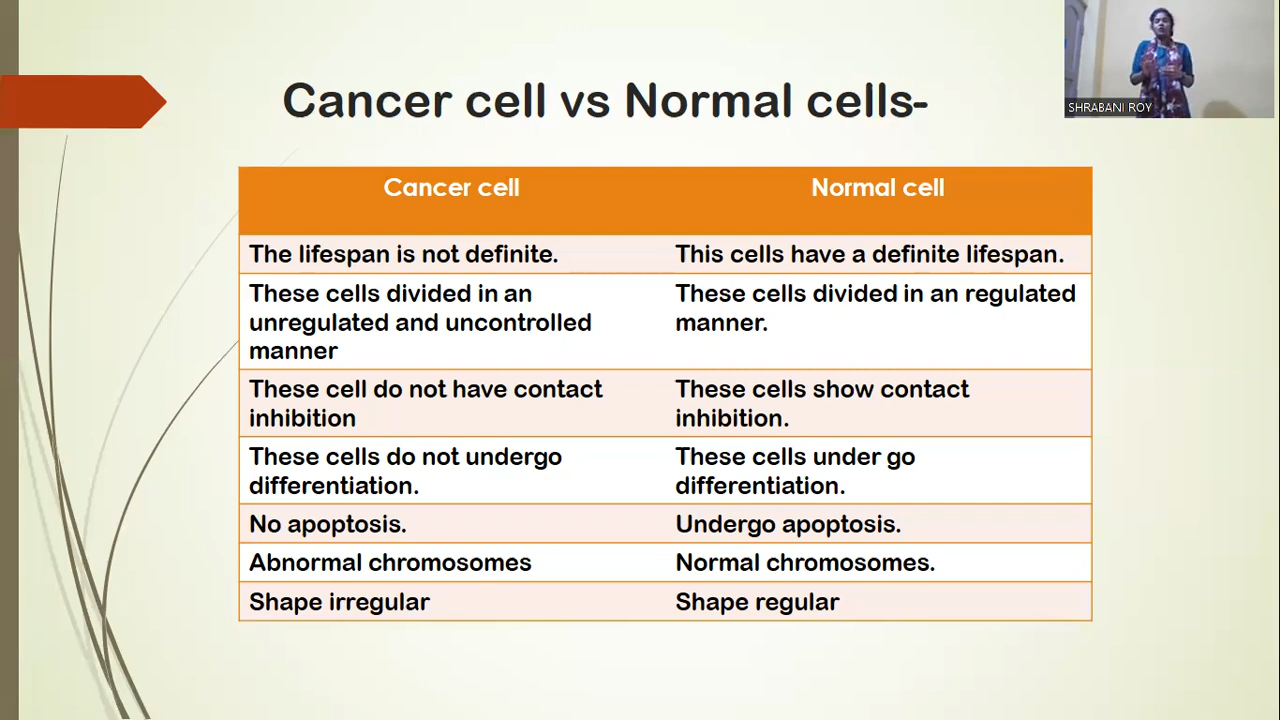 SHRABANI ROY
Cancer cell vs Normal cells-
Cancer cell
Normal cell
The lifespan is not definite.
This cells have a definite lifespan.
These cells divided in an
unregulated and uncontrolled
manner
These cells divided in an regulated
manner.
These cell do not have contact
inhibition
These cells show contact
inhibition.
These cells do not undergo
differentiation.
These cells under go
differentiation.
No apoptosis.
Undergo apoptosis.
Abnormal chromosomes
Normal chromosomes.
Shape irregular
Shape regular